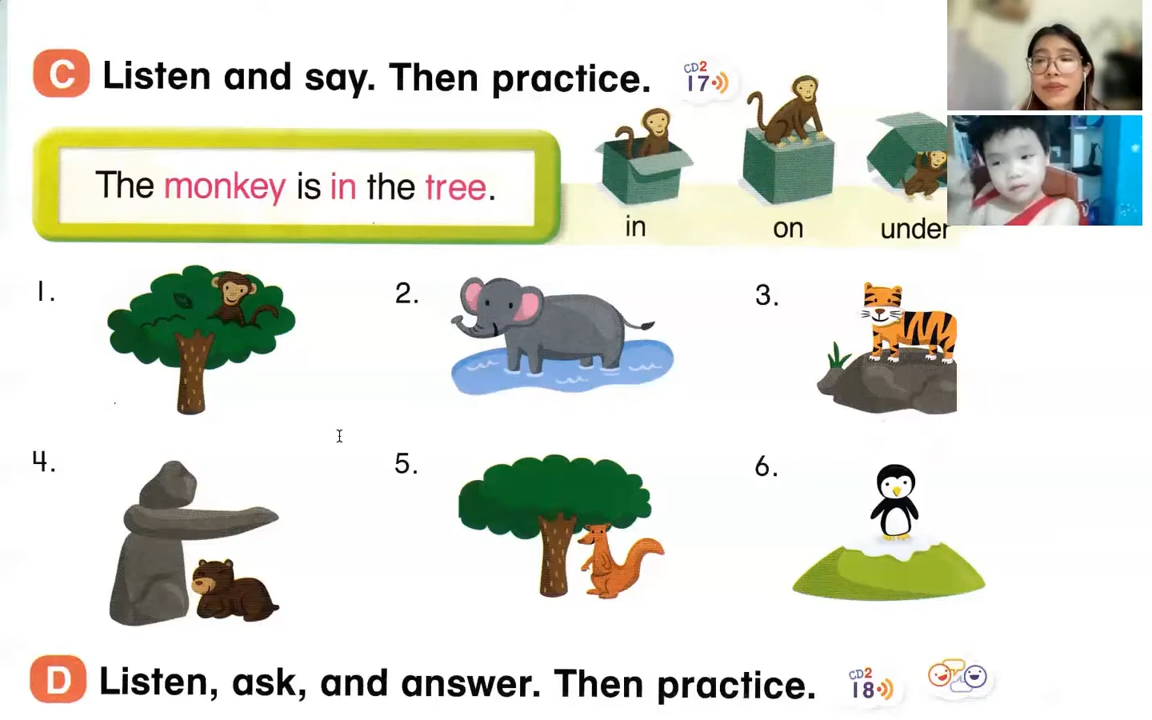 C Listen and say. Then practice. CD2 17
The monkey is in the tree.
in on under
1. 2. 3.
4. 5. 6.
D Listen, ask, and answer. Then practice. CD2 18